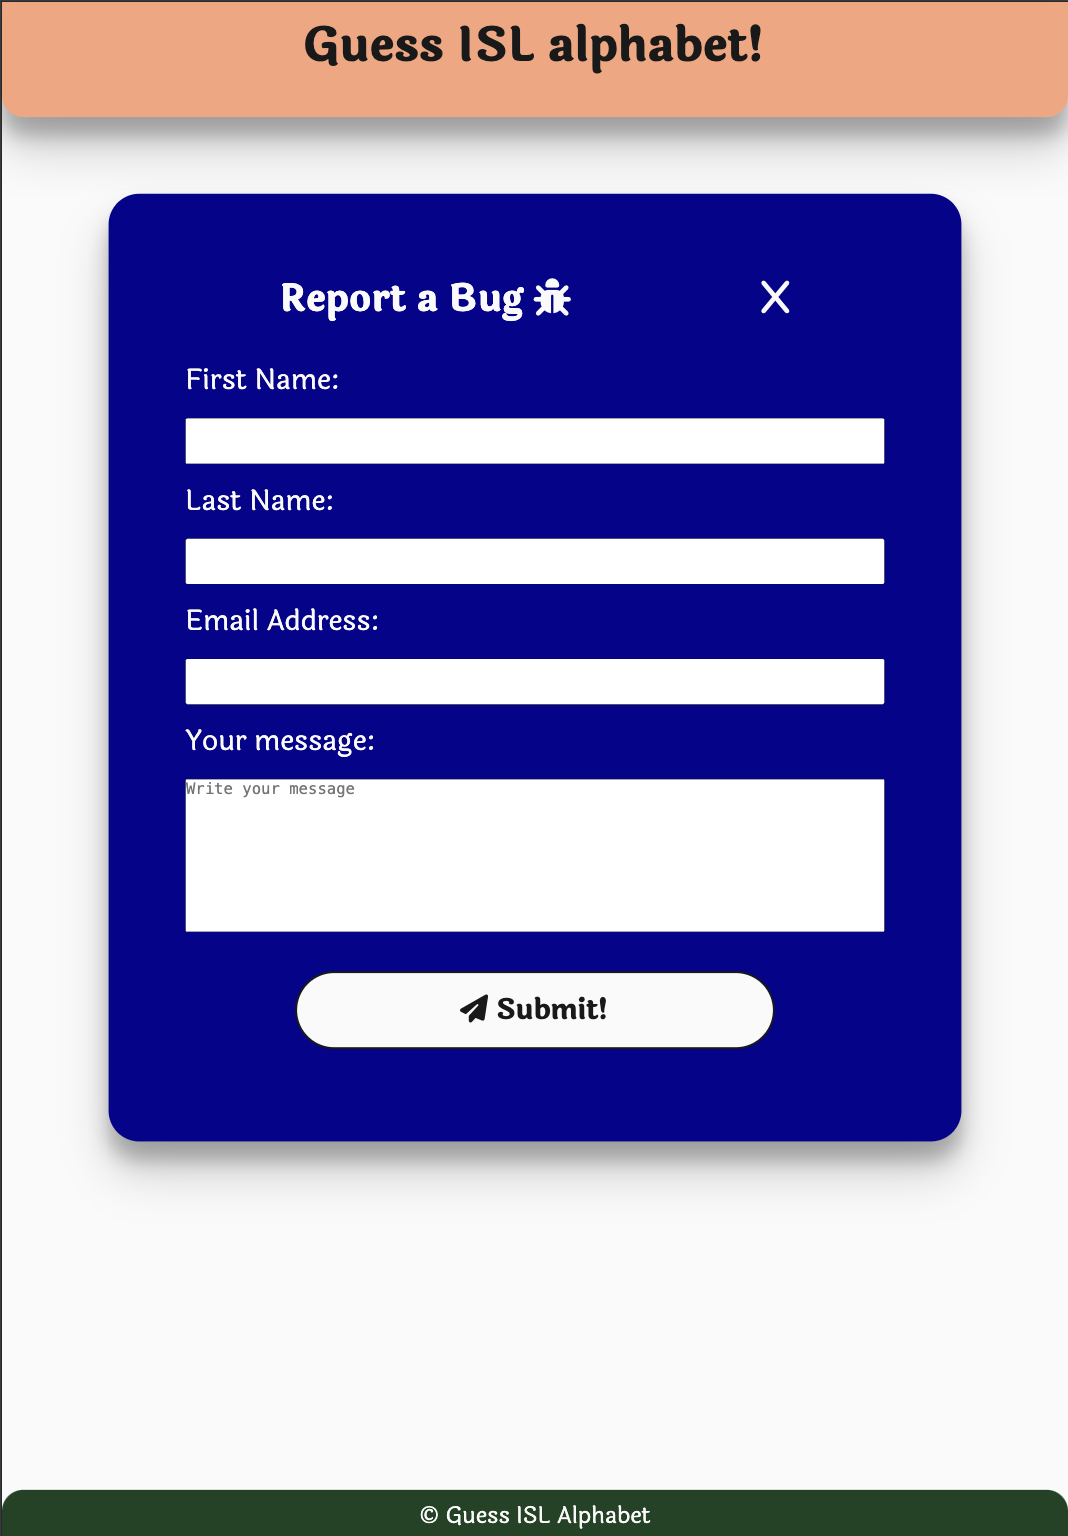 Guess ISL alphabet!
Report a Bug
X
First Name:
Last Name:
Email Address:
Your message:
Write your message
Submit!
© Guess ISL Alphabet